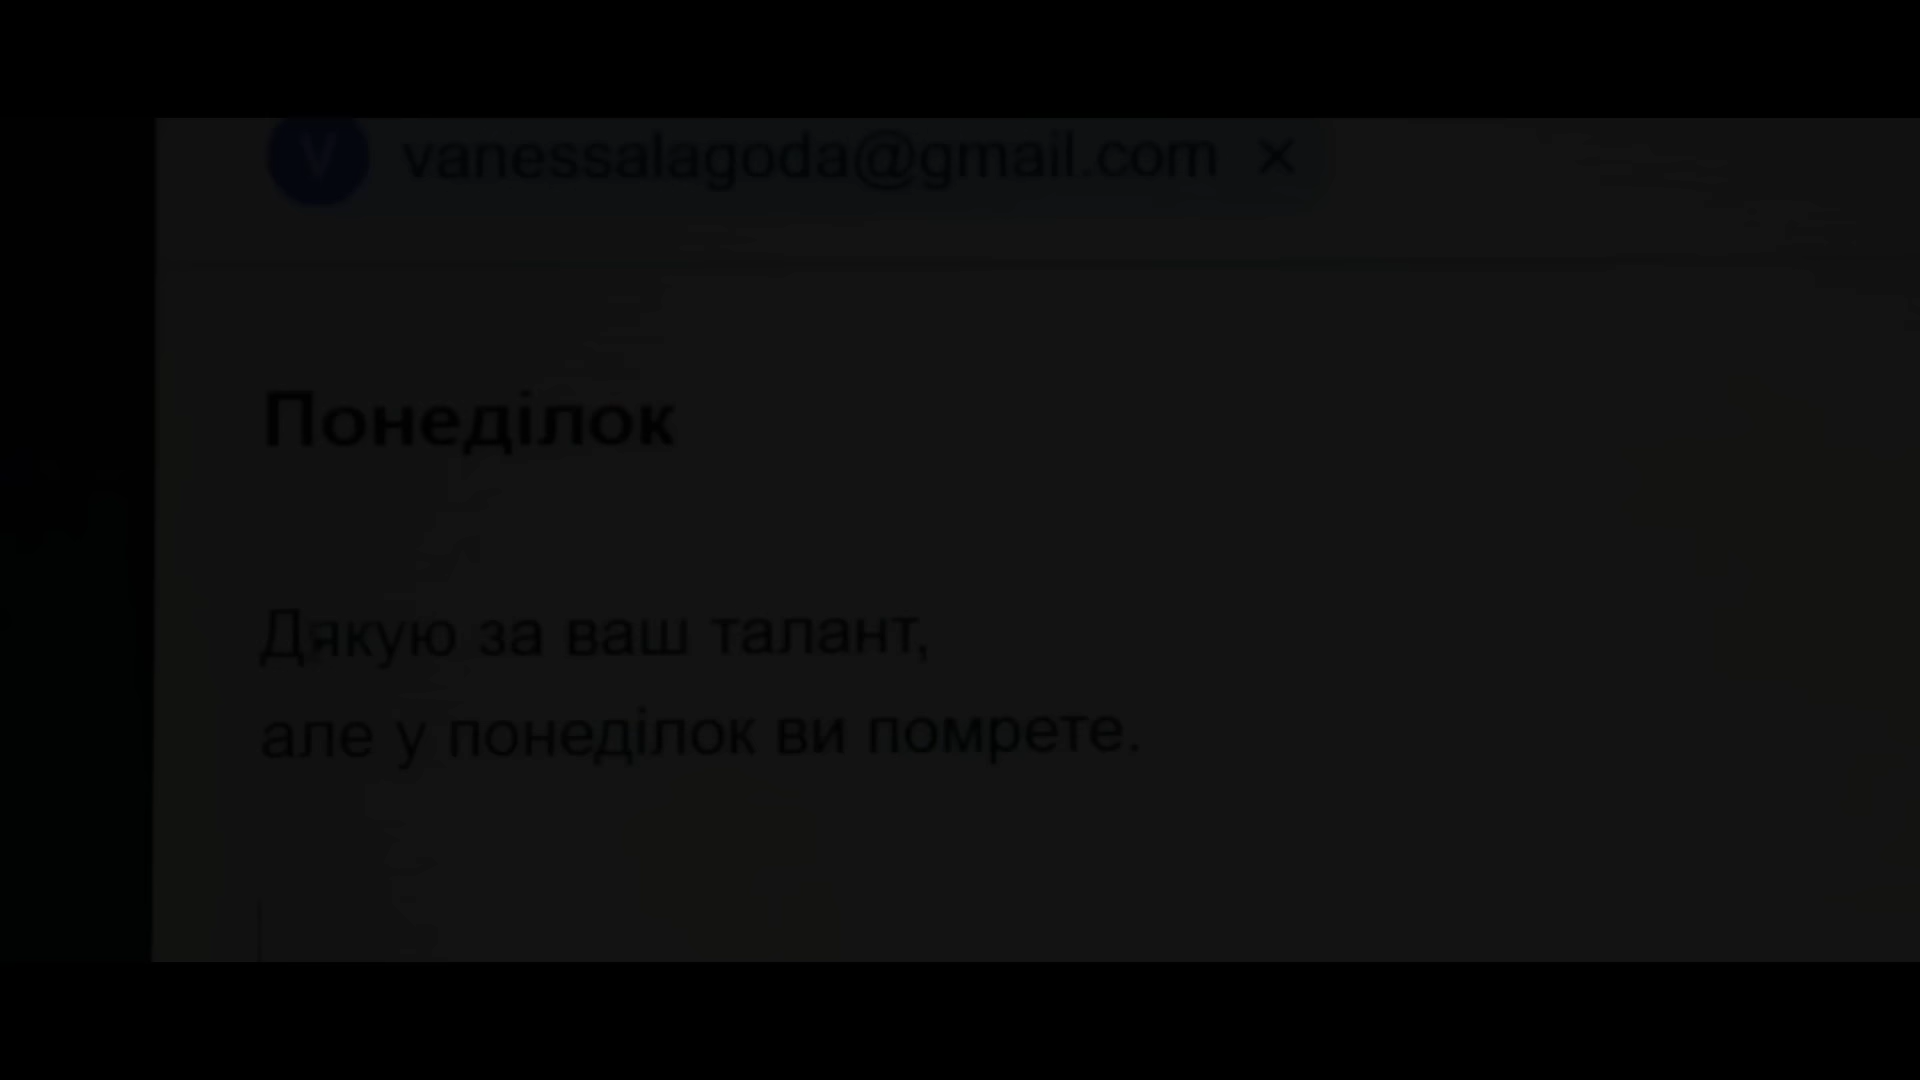 V vanessalagoda@gmail.com ×
Понеділок
Дякую за ваш талант,
але у понеділок ви помрете.